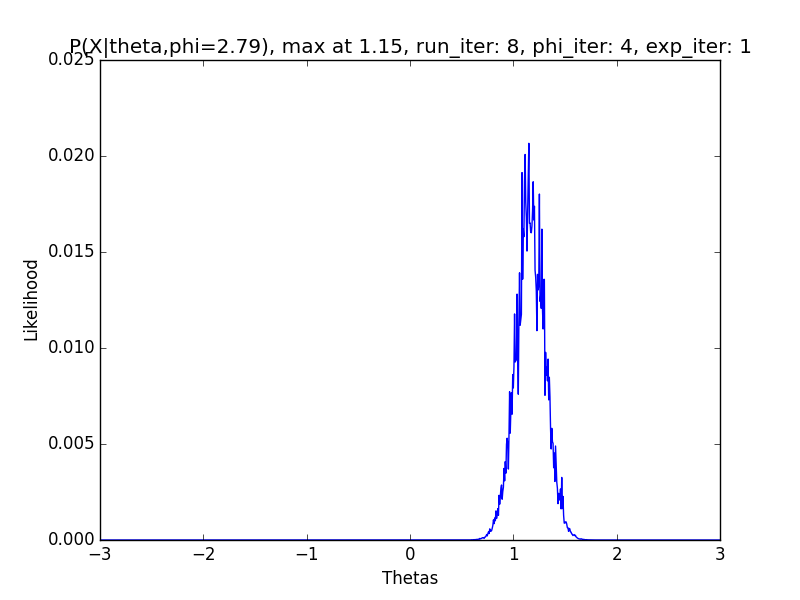 P(X|theta,phi=2.79), max at 1.15, run_iter: 8, phi_iter: 4, exp_iter: 1
0.025
0.020
0.015
0.010
0.005
0.000
Likelihood
−3 −2 −1 0 1 2 3
Thetas